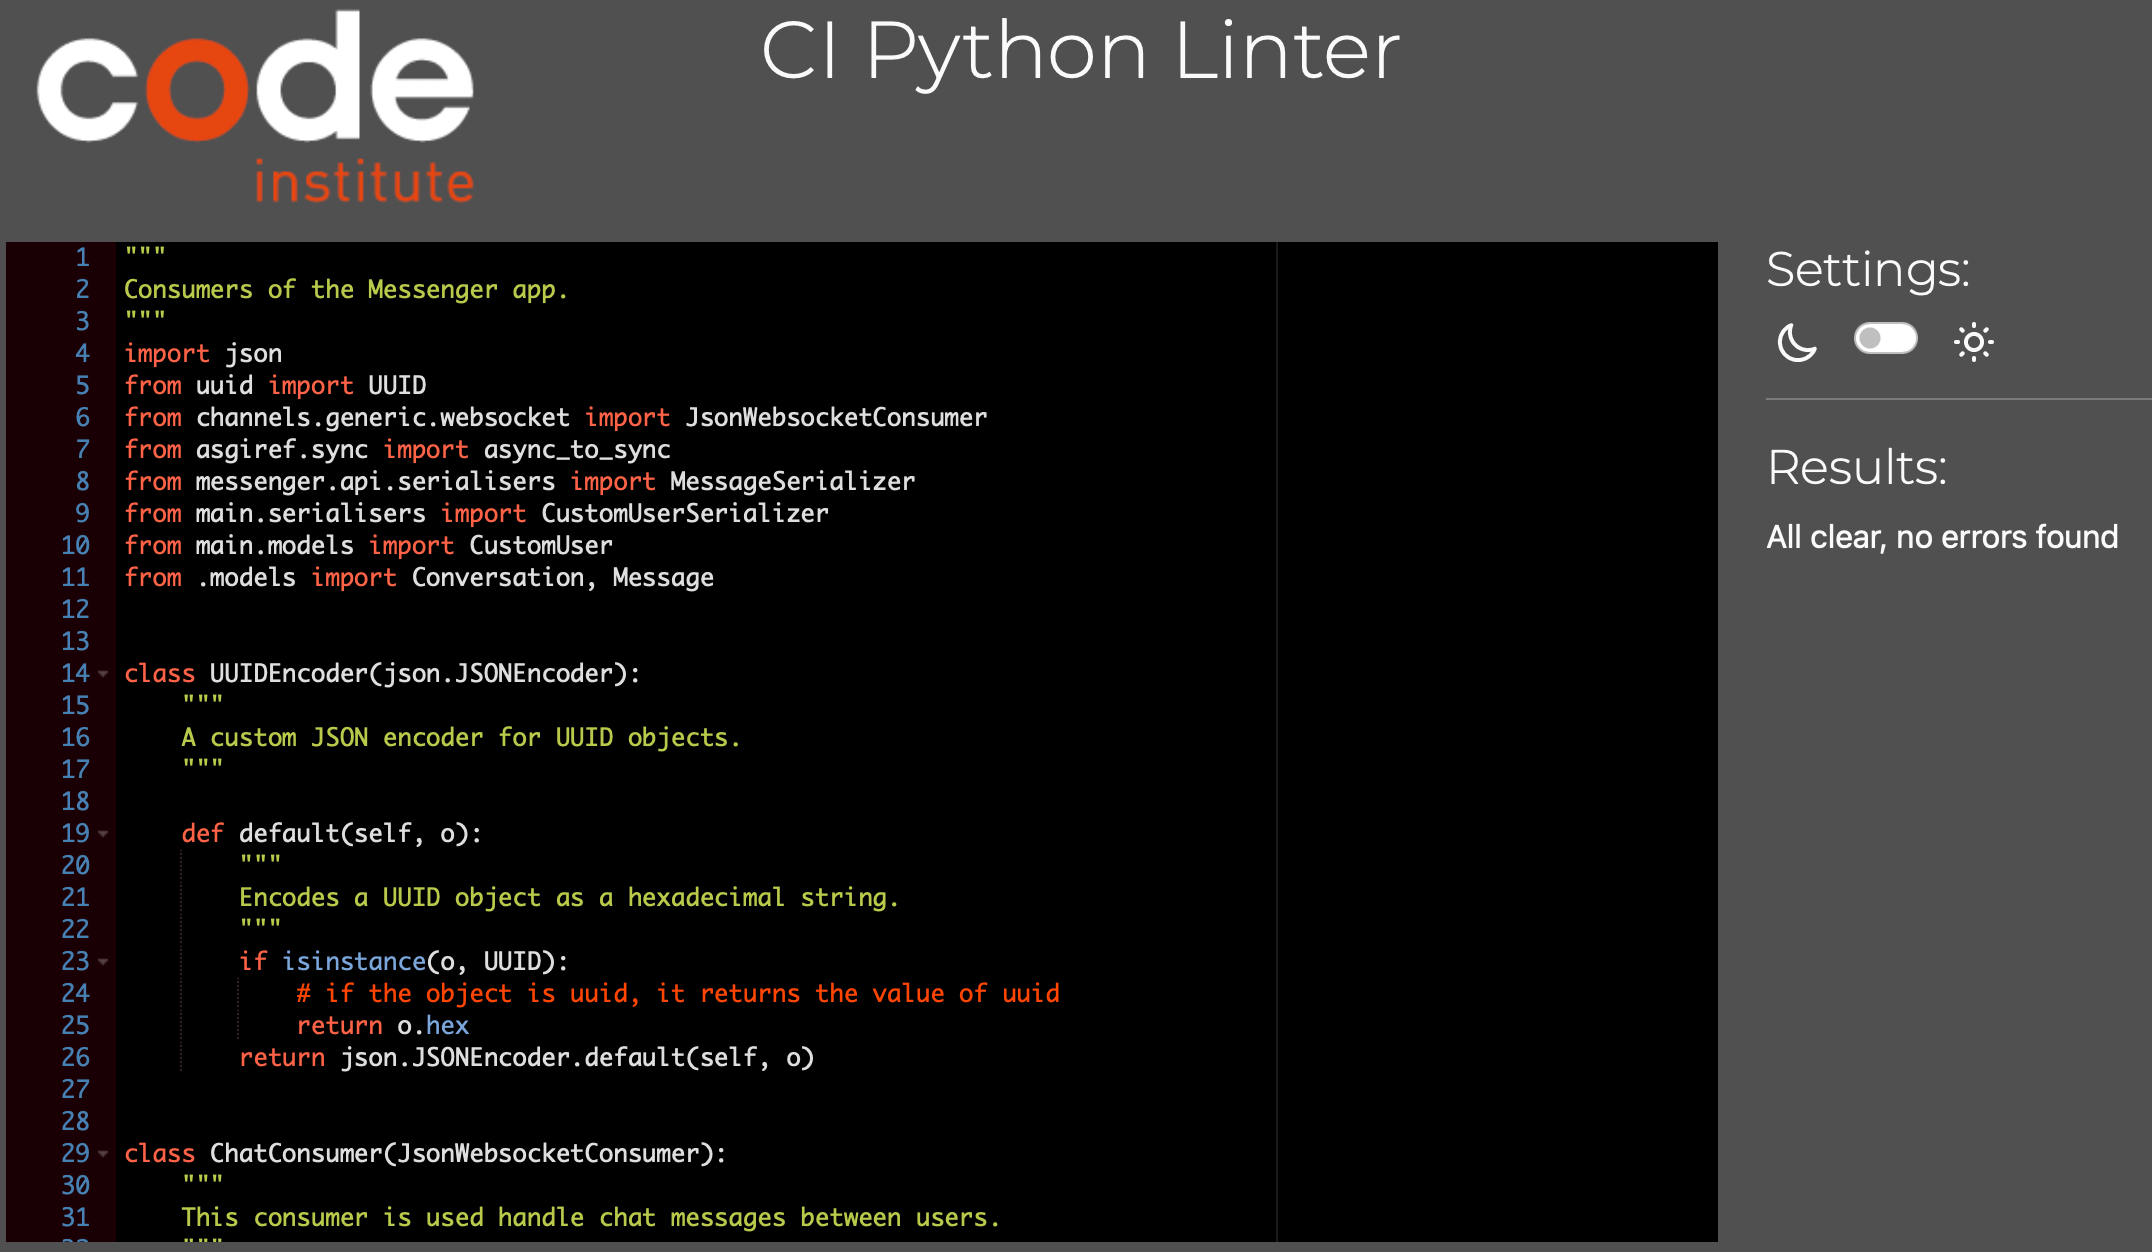 code
institute
CI Python Linter
1 """
2 Consumers of the Messenger app.
3 """
4 import json
5 from uuid import UUID
6 from channels.generic.websocket import JsonWebsocketConsumer
7 from asgiref.sync import async_to_sync
8 from messenger.api.serialisers import MessageSerializer
9 from main.serialisers import CustomUserSerializer
10 from main.models import CustomUser
11 from .models import Conversation, Message
12
13
14 class UUIDEncoder(json.JSONEncoder):
15     """
16     A custom JSON encoder for UUID objects.
17     """
18
19     def default(self, o):
20         """
21         Encodes a UUID object as a hexadecimal string.
22         """
23         if isinstance(o, UUID):
24             # if the object is uuid, it returns the value of uuid
25             return o.hex
26         return json.JSONEncoder.default(self, o)
27
28
29 class ChatConsumer(JsonWebsocketConsumer):
30     """
31     This consumer is used handle chat messages between users.
"""
Settings:
Results:
All clear, no errors found